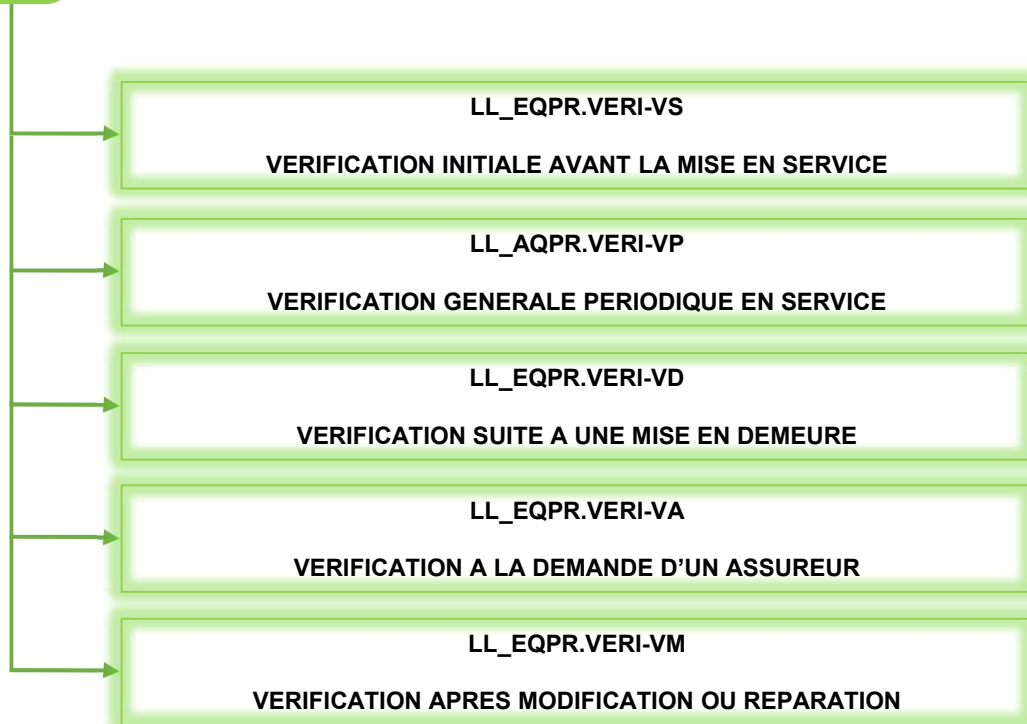 LL_EQPR.VERI-VS
VERIFICATION INITIALE AVANT LA MISE EN SERVICE
LL_AQPR.VERI-VP
VERIFICATION GENERALE PERIODIQUE EN SERVICE
LL_EQPR.VERI-VD
VERIFICATION SUITE A UNE MISE EN DEMEURE
LL_EQPR.VERI-VA
VERIFICATION A LA DEMANDE D’UN ASSUREUR
LL_EQPR.VERI-VM
VERIFICATION APRES MODIFICATION OU REPARATION